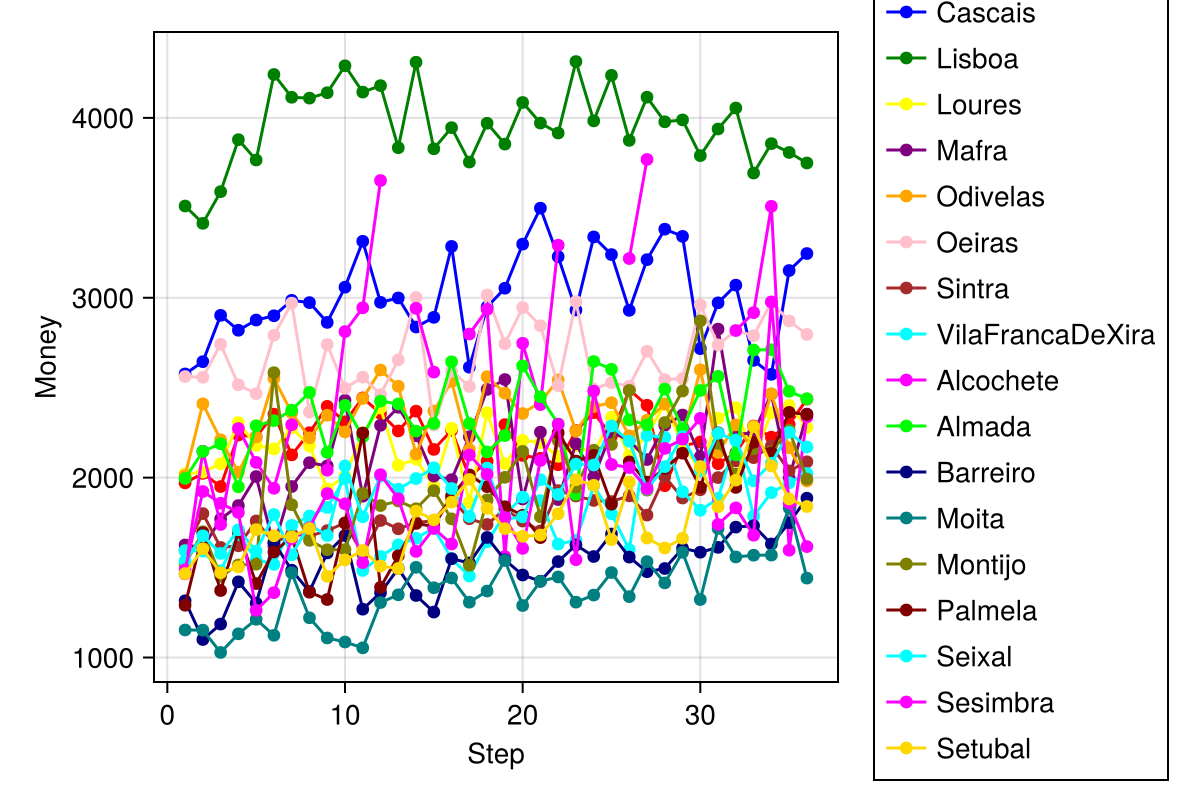 4000
3000
2000
1000
Money
0
10
20
30
Step
Cascais
Lisboa
Loures
Mafra
Odivelas
Oeiras
Sintra
VilaFrancaDeXira
Alcochete
Almada
Barreiro
Moita
Montijo
Palmela
Seixal
Sesimbra
Setubal